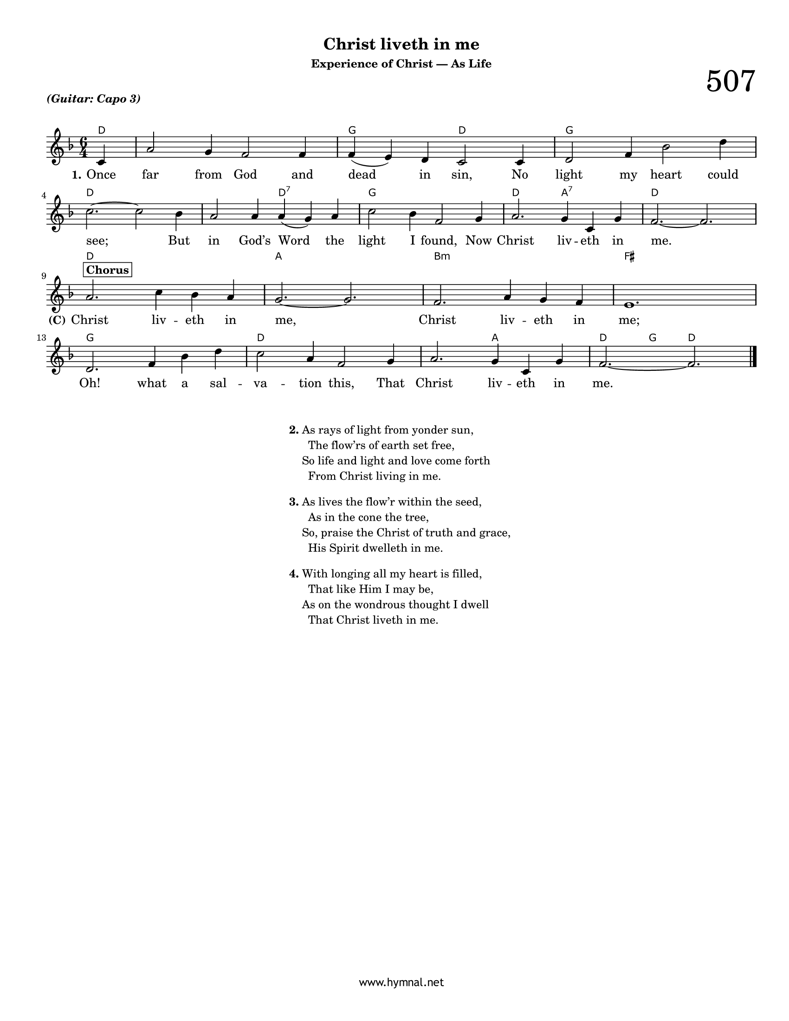 Christ liveth in me
Experience of Christ — As Life
507
(Guitar: Capo 3)
D G D G
1. Once far from God and dead in sin, No light my heart could
4 D D7 G D A7 D
see; But in God's Word the light I found, Now Christ liv - eth in me.
D A Bm F♯
Chorus
9
(C) Christ liv - eth in me, Christ liv - eth in me;
13 G D A D G D
Oh! what a sal - va - tion this, That Christ liv - eth in me.
2. As rays of light from yonder sun,
The flow'rs of earth set free,
So life and light and love come forth
From Christ living in me.
3. As lives the flow'r within the seed,
As in the cone the tree,
So, praise the Christ of truth and grace,
His Spirit dwelleth in me.
4. With longing all my heart is filled,
That like Him I may be,
As on the wondrous thought I dwell
That Christ liveth in me.
www.hymnal.net